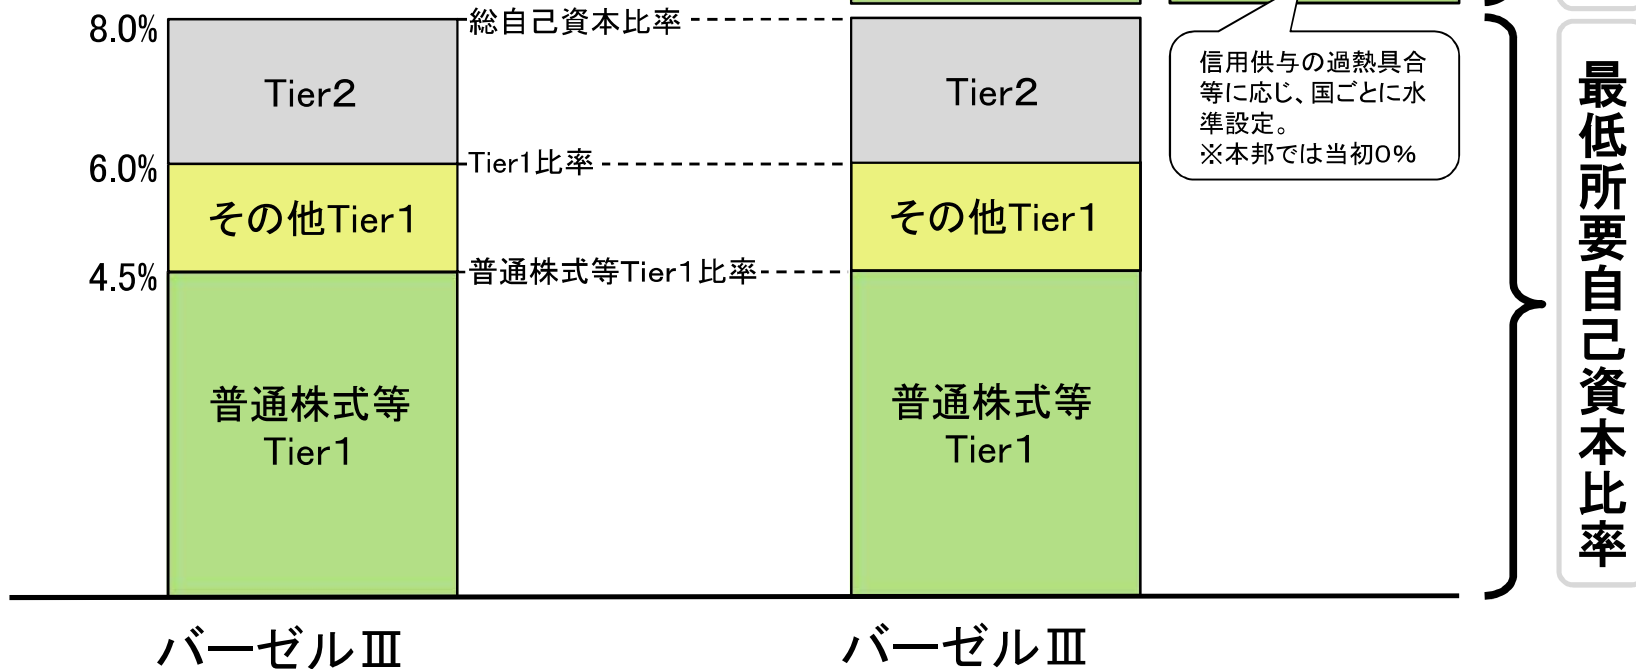 8.0%
総自己資本比率
Tier2
Tier2
信用供与の過熱具合
等に応じ、国ごとに水
準設定。
※本邦では当初0%
6.0%
Tier1比率
その他Tier1
その他Tier1
4.5%
普通株式等Tier1比率
普通株式等
Tier1
普通株式等
Tier1
最低所要自己資本比率
バーゼルⅢ
バーゼルⅢ